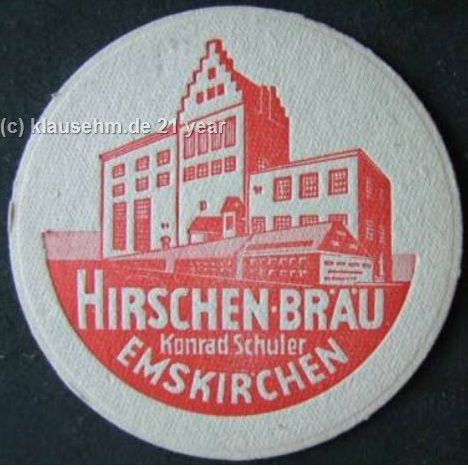 (c) klausehm.de 21 year
HIRSCHEN·BRÄU
Konrad Schuler
EMSKIRCHEN